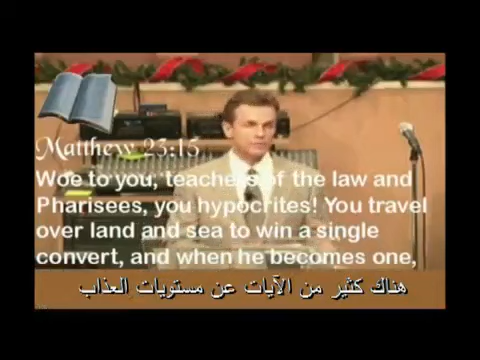 Matthew 23:15
Woe to you, teachers of the law and
Pharisees, you hypocrites! You travel
over land and sea to win a single
convert, and when he becomes one,
هناك كثير من الآيات عن مستويات العذاب